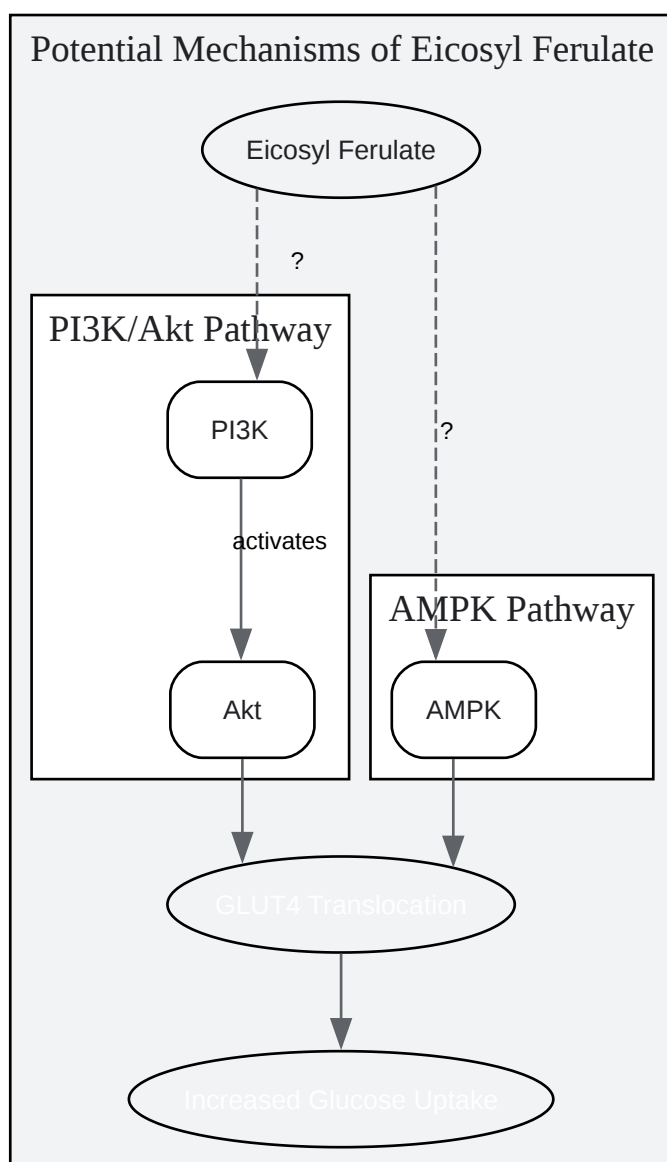 Potential Mechanisms of Eicosyl Ferulate
Eicosyl Ferulate
?
PI3K/Akt Pathway
PI3K
?
activates
AMPK Pathway
Akt
AMPK
GLUT4 Translocation
Increased Glucose Uptake